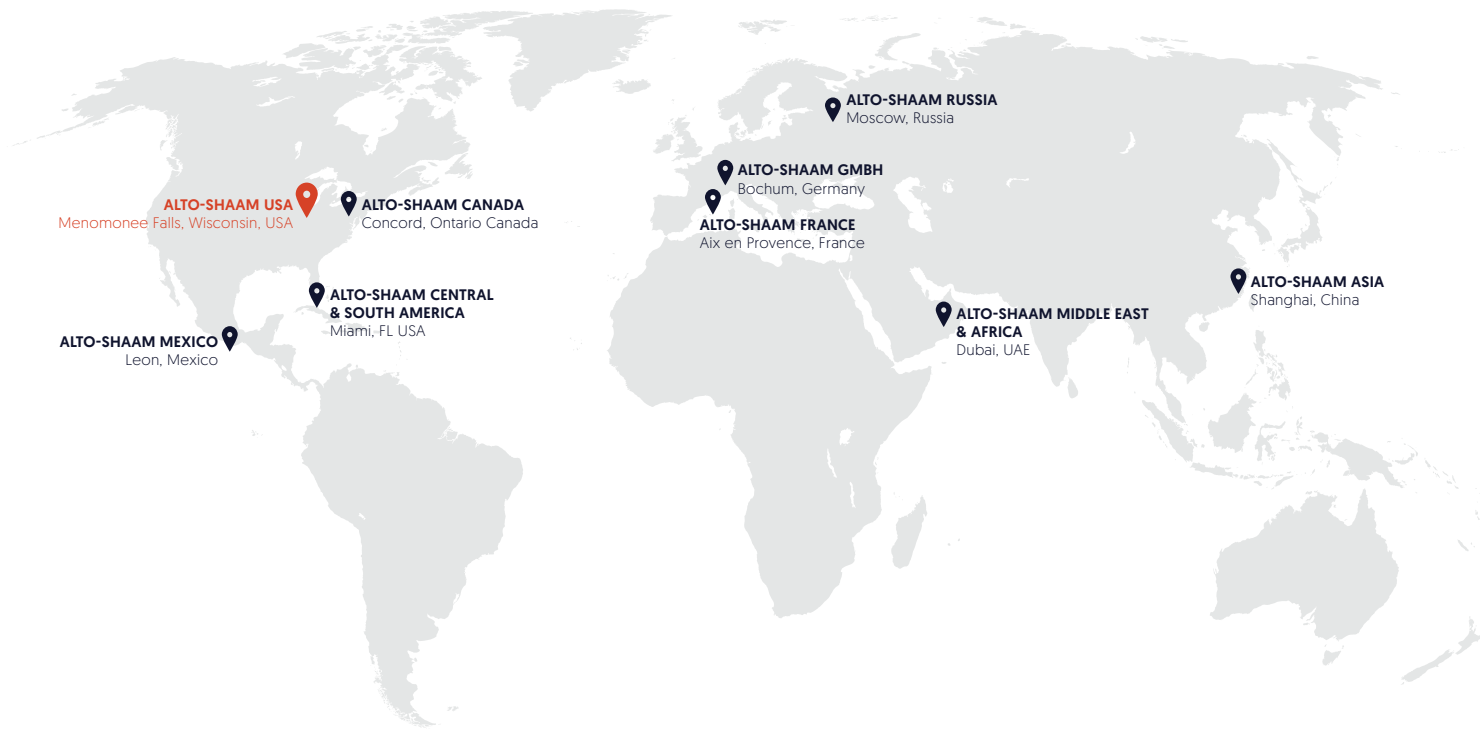 ALTO-SHAAM RUSSIA
Moscow, Russia
ALTO-SHAAM GMBH
Bochum, Germany
ALTO-SHAAM USA
Menomonee Falls, Wisconsin, USA
ALTO-SHAAM CANADA
Concord, Ontario Canada
ALTO-SHAAM FRANCE
Aix en Provence, France
ALTO-SHAAM ASIA
Shanghai, China
ALTO-SHAAM CENTRAL
& SOUTH AMERICA
Miami, FL USA
ALTO-SHAAM MIDDLE EAST
& AFRICA
Dubai, UAE
ALTO-SHAAM MEXICO
Leon, Mexico